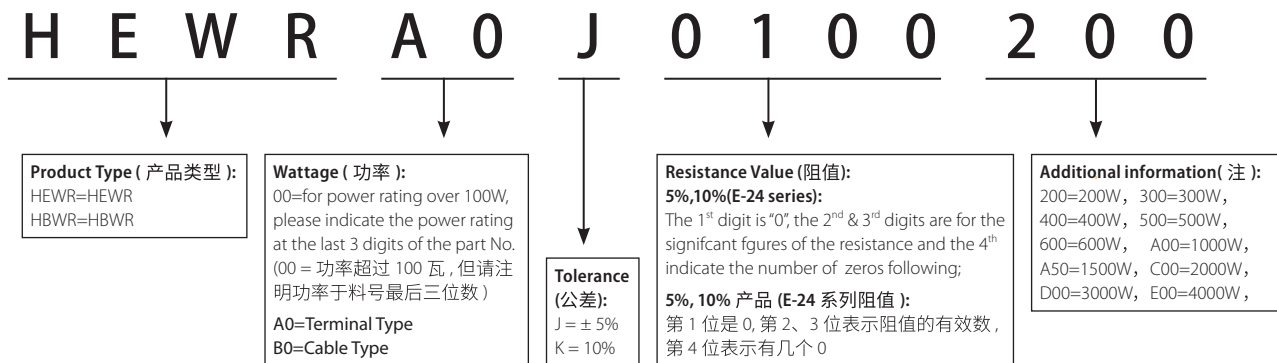 H E W R A 0 J 0 1 0 0 2 0 0
Product Type ( 产品类型 ):
HEWR=HEWR
HBWR=HBWR
Wattage ( 功率 ):
00=for power rating over 100W,
please indicate the power rating
at the last 3 digits of the part No.
(00 = 功率超过 100 瓦 , 但请注
明功率于料号最后三位数 )
A0=Terminal Type
B0=Cable Type
Tolerance
(公差):
J = ± 5%
K = 10%
Resistance Value (阻值):
5%,10%(E-24 series):
The 1st digit is "0", the 2nd & 3rd digits are for the
signifcant fgures of the resistance and the 4th
indicate the number of zeros following;
5%, 10% 产品 (E-24 系列阻值 ):
第 1 位是 0, 第 2、3 位表示阻值的有效数 ,
第 4 位表示有几个 0
Additional information( 注 ):
200=200W，300=300W，
400=400W，500=500W，
600=600W， A00=1000W，
A50=1500W，C00=2000W，
D00=3000W，E00=4000W，